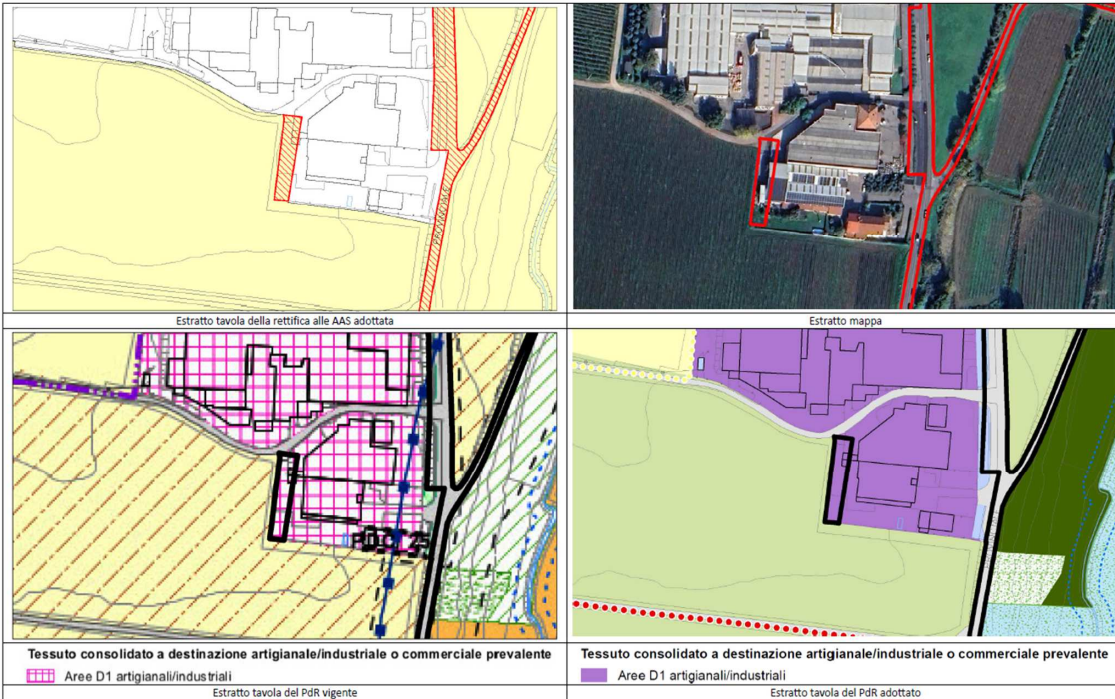 Estratto tavola della rettifica alle AAS adottata
Estratto mappa
Tessuto consolidato a destinazione artigianale/industriale o commerciale prevalente
Aree D1 artigianali/industriali
Estratto tavola del PdR vigente
Tessuto consolidato a destinazione artigianale/industriale o commerciale prevalente
Aree D1 artigianali/industriali
Estratto tavola del PdR adottato